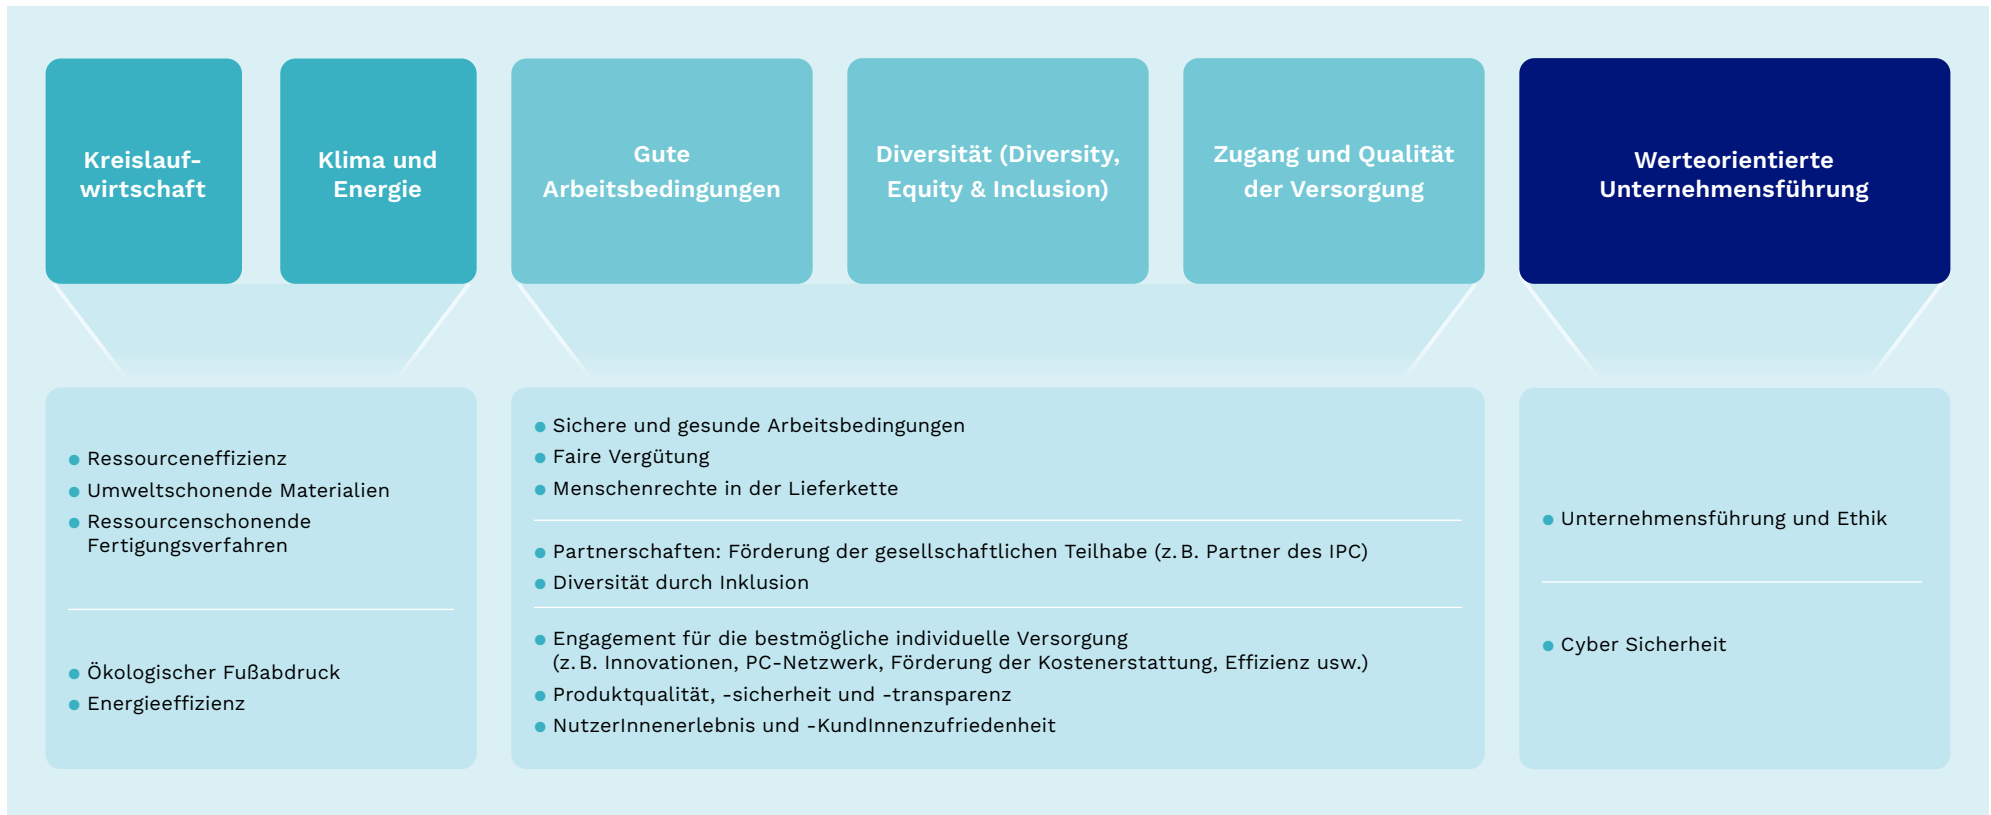 Kreislauf-
wirtschaft
Klima und
Energie
Gute
Arbeitsbedingungen
Diversität (Diversity,
Equity & Inclusion)
Zugang und Qualität
der Versorgung
Werteorientierte
Unternehmensführung
● Ressourceneffizienz
● Umweltschonende Materialien
● Ressourcenschonende
Fertigungsverfahren
● Ökologischer Fußabdruck
● Energieeffizienz
● Sichere und gesunde Arbeitsbedingungen
● Faire Vergütung
● Menschenrechte in der Lieferkette
● Partnerschaften: Förderung der gesellschaftlichen Teilhabe (z. B. Partner des IPC)
● Diversität durch Inklusion
● Engagement für die bestmögliche individuelle Versorgung
(z. B. Innovationen, PC-Netzwerk, Förderung der Kostenerstattung, Effizienz usw.)
● Produktqualität, -sicherheit und -transparenz
● NutzerInnenerlebnis und -KundInnenzufriedenheit
● Unternehmensführung und Ethik
● Cyber Sicherheit